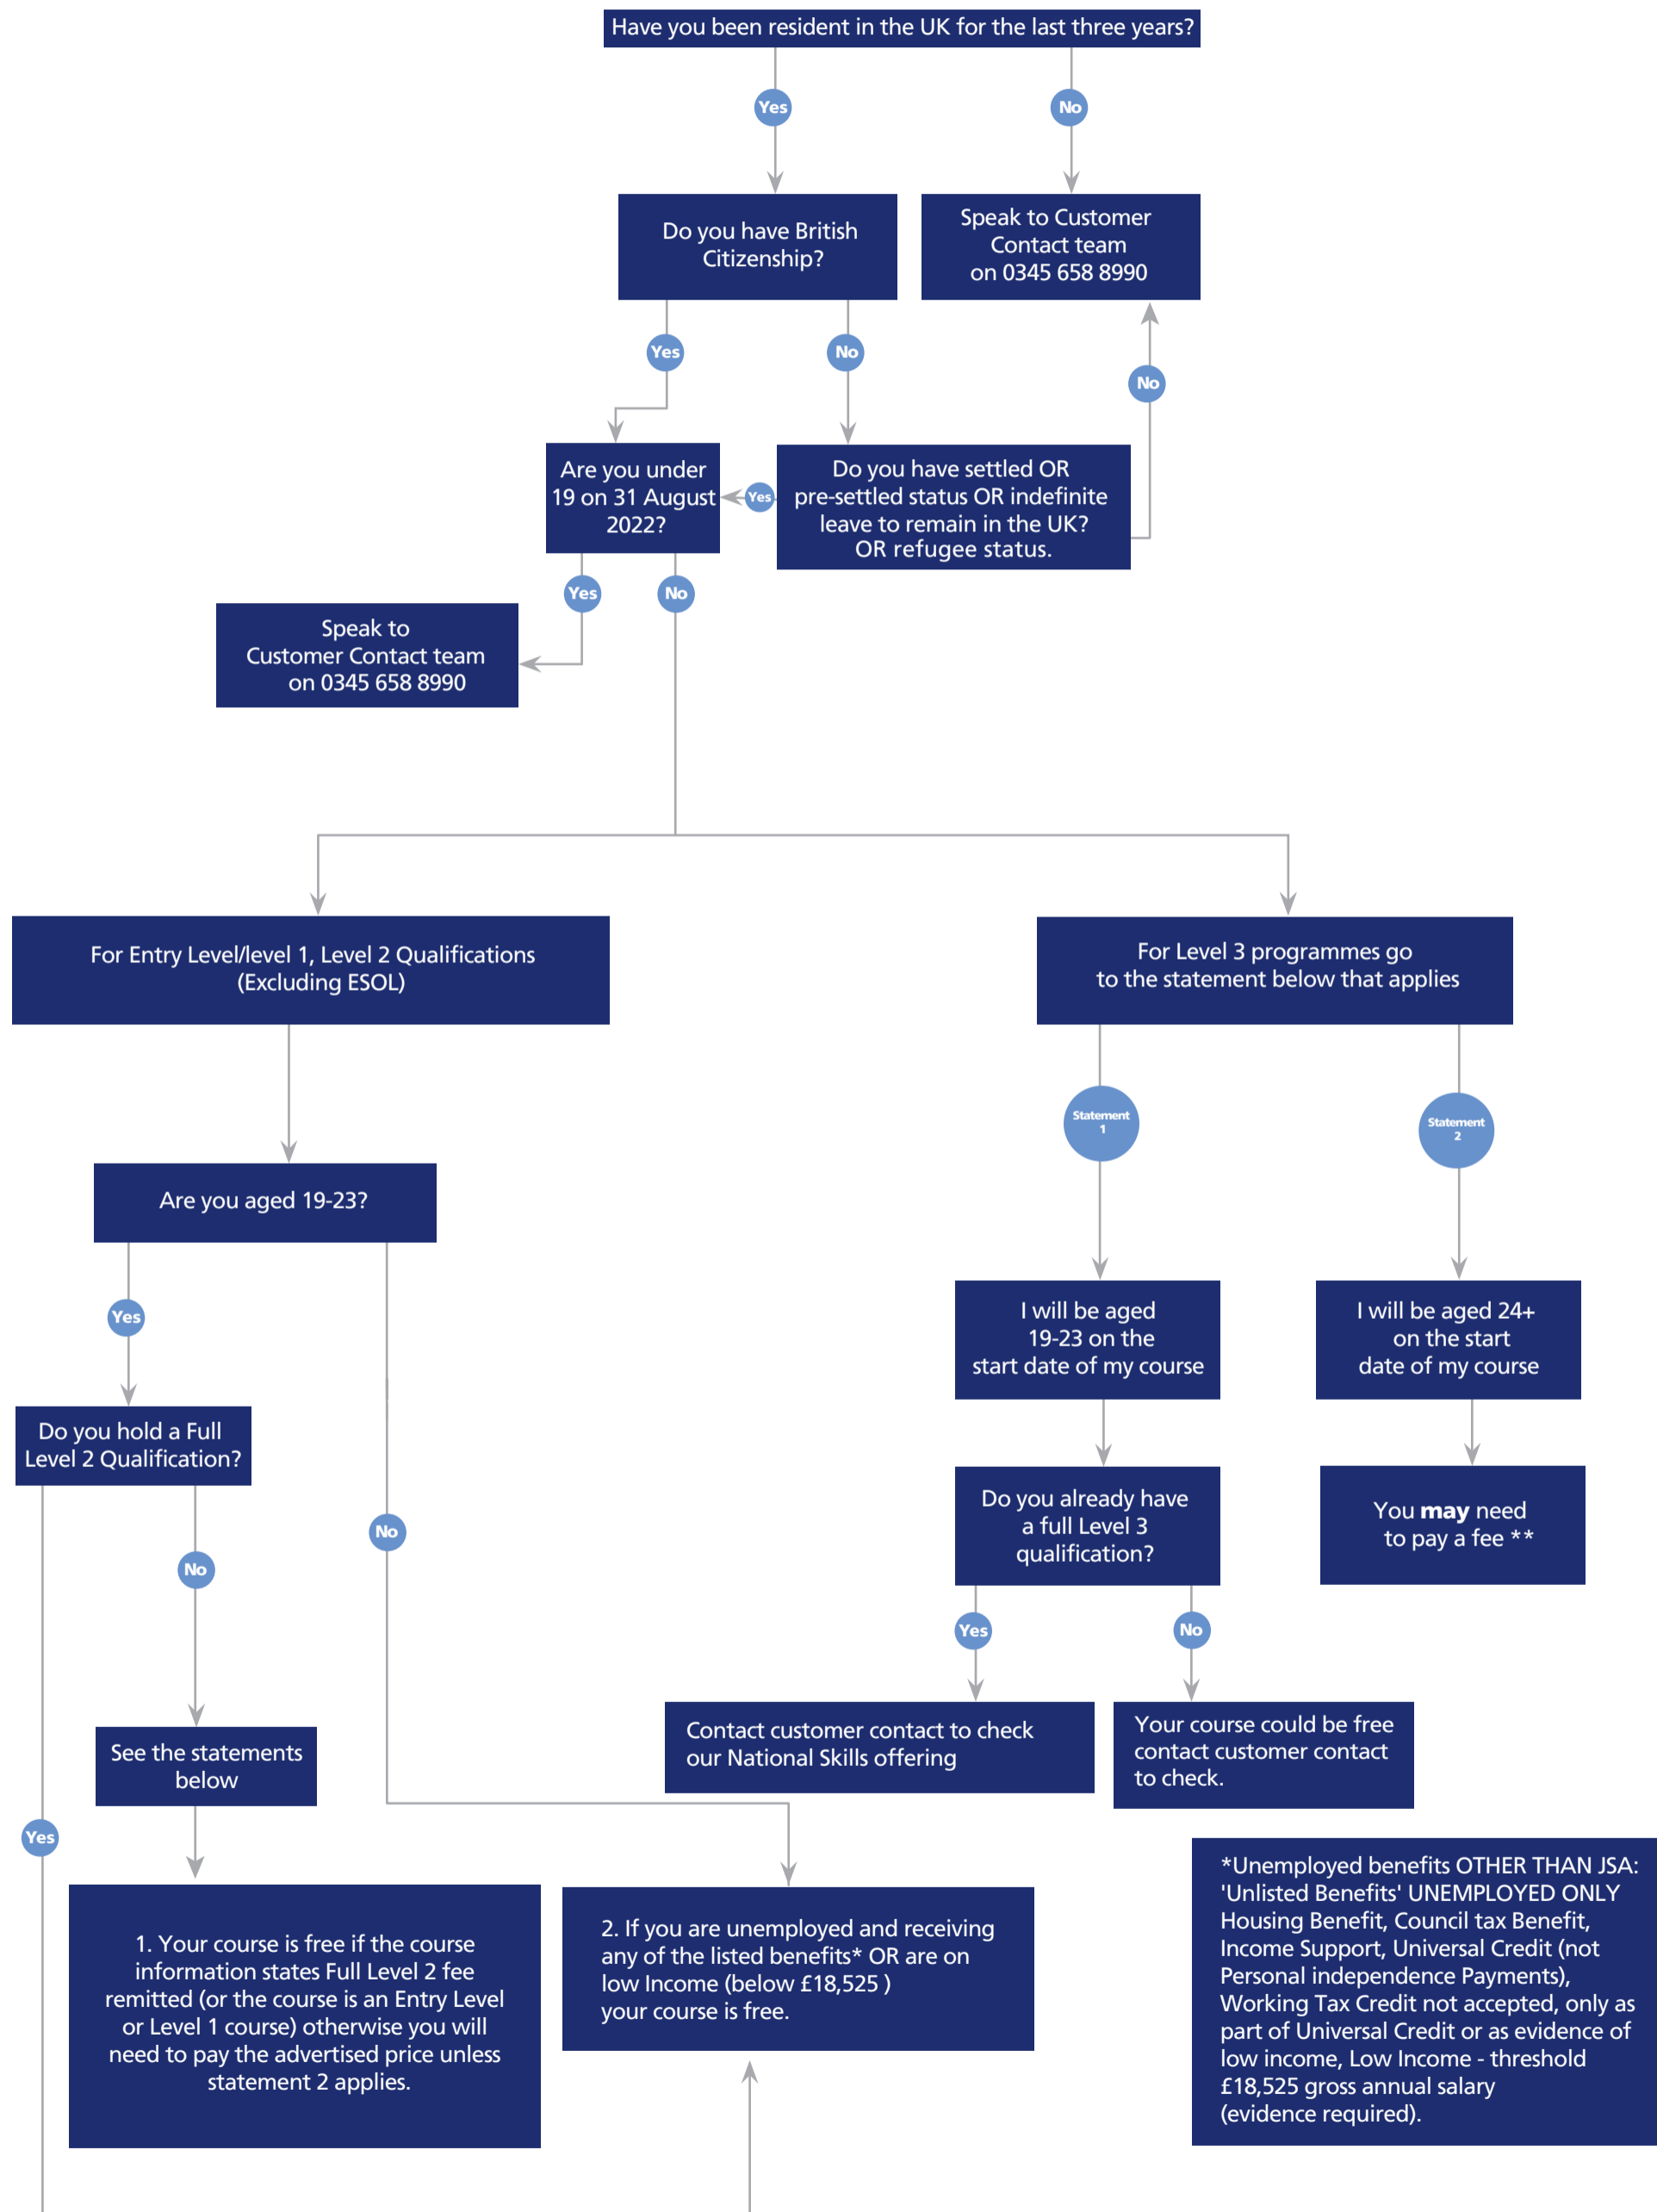 Have you been resident in the UK for the last three years?
Yes
No
Do you have British
Citizenship?
Speak to Customer
Contact team
on 0345 658 8990
Yes
No
No
Are you under
19 on 31 August
2022?
Yes
Do you have settled OR
pre-settled status OR indefinite
leave to remain in the UK?
OR refugee status.
Yes
No
Speak to
Customer Contact team
on 0345 658 8990
For Entry Level/level 1, Level 2 Qualifications
(Excluding ESOL)
For Level 3 programmes go
to the statement below that applies
Statement
1
Statement
2
Are you aged 19-23?
I will be aged
19-23 on the
start date of my course
I will be aged 24+
on the start
date of my course
Yes
Do you hold a Full
Level 2 Qualification?
No
Do you already have
a full Level 3
qualification?
You may need
to pay a fee **
No
Yes
No
See the statements
below
Contact customer contact to check
our National Skills offering
Your course could be free
contact customer contact
to check.
Yes
1. Your course is free if the course
information states Full Level 2 fee
remitted (or the course is an Entry Level
or Level 1 course) otherwise you will
need to pay the advertised price unless
statement 2 applies.
2. If you are unemployed and receiving
any of the listed benefits* OR are on
low Income (below £18,525 )
your course is free.
*Unemployed benefits OTHER THAN JSA:
'Unlisted Benefits' UNEMPLOYED ONLY
Housing Benefit, Council tax Benefit,
Income Support, Universal Credit (not
Personal independence Payments),
Working Tax Credit not accepted, only as
part of Universal Credit or as evidence of
low income, Low Income - threshold
£18,525 gross annual salary
(evidence required).